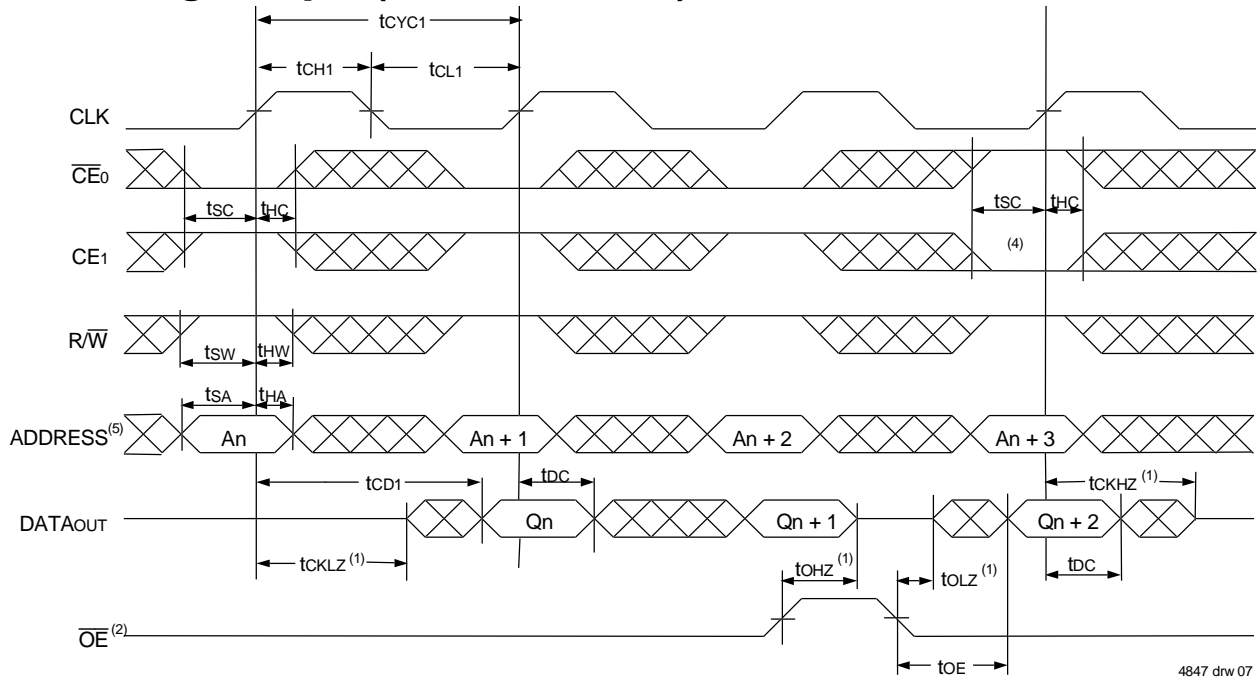 tCYC1
tCH1
tCL1
CLK
CE0
tSC
tHC
tSC
tHC
CE1
(4)
R/W
tSW
tHW
tSA
tHA
ADDRESS(5)
An
An + 1
An + 2
An + 3
tCD1
tDC
tCKHZ (1)
DATAOUT
Qn
Qn + 1
Qn + 2
tCKLZ (1)
tOHZ (1)
tOLZ (1)
tDC
OE (2)
tOE
4847 drw 07